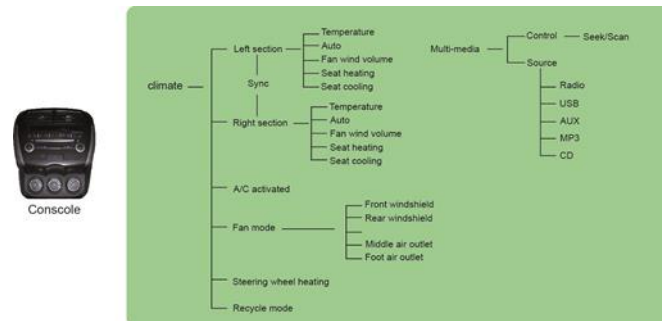 climate
Left section
Temperature
Auto
Fan wind volume
Seat heating
Seat cooling
Sync
Right section
Temperature
Auto
Fan wind volume
Seat heating
Seat cooling
A/C activated
Fan mode
Front windshield
Rear windshield
Middle air outlet
Foot air outlet
Steering wheel heating
Recycle mode
Multi-media
Control
Seek/Scan
Source
Radio
USB
AUX
MP3
CD
Conscole